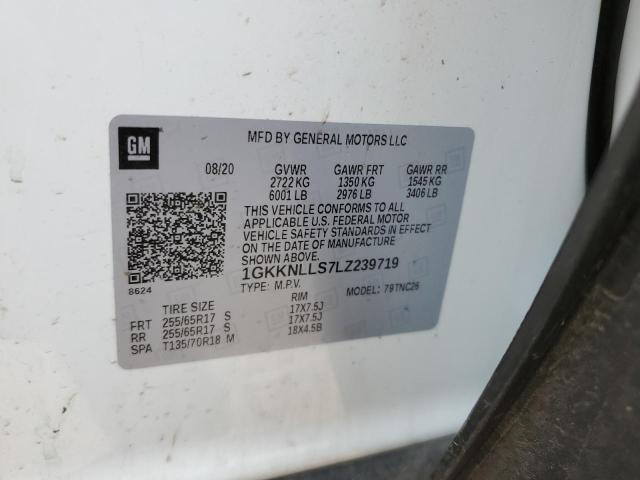 GM
MFD BY GENERAL MOTORS LLC
08/20 GVWR GAWR FRT GAWR RR
2722 KG 1350 KG 1545 KG
6001 LB 2976 LB 3406 LB
THIS VEHICLE CONFORMS TO ALL
APPLICABLE U.S. FEDERAL MOTOR
VEHICLE SAFETY STANDARDS IN EFFECT
ON THE DATE OF MANUFACTURE
SHOWN ABOVE.
8624
1GKKNLLS7LZ239719
TYPE: M.P.V. MODEL: 79TNC26
TIRE SIZE RIM
FRT 255/65R17 S 17X7.5J
RR 255/65R17 S 17X7.5J
SPA T135/70R18 M 18X4.5B